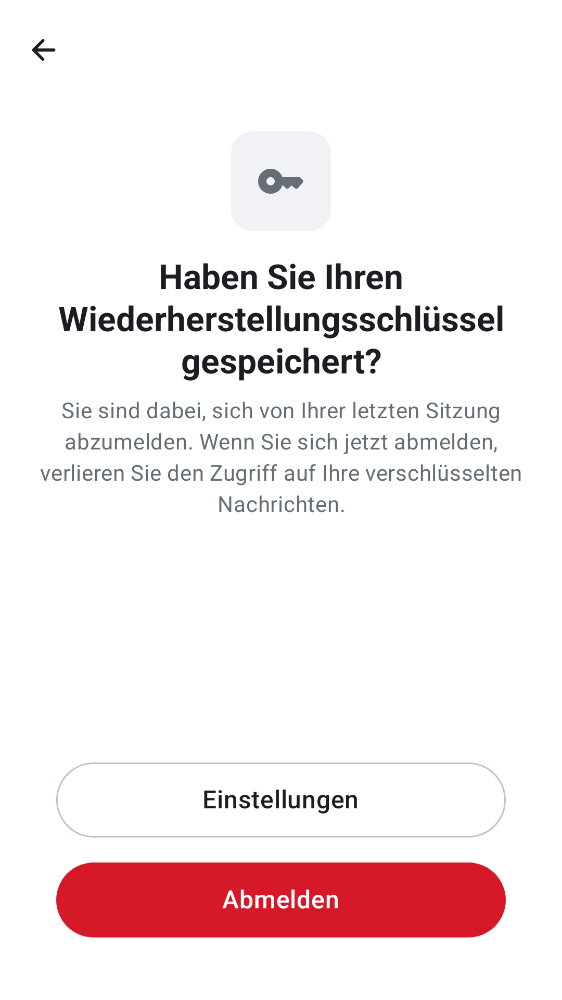 Haben Sie Ihren
Wiederherstellungsschlüssel
gespeichert?
Sie sind dabei, sich von Ihrer letzten Sitzung
abzumelden. Wenn Sie sich jetzt abmelden,
verlieren Sie den Zugriff auf Ihre verschlüsselten
Nachrichten.
Einstellungen
Abmelden